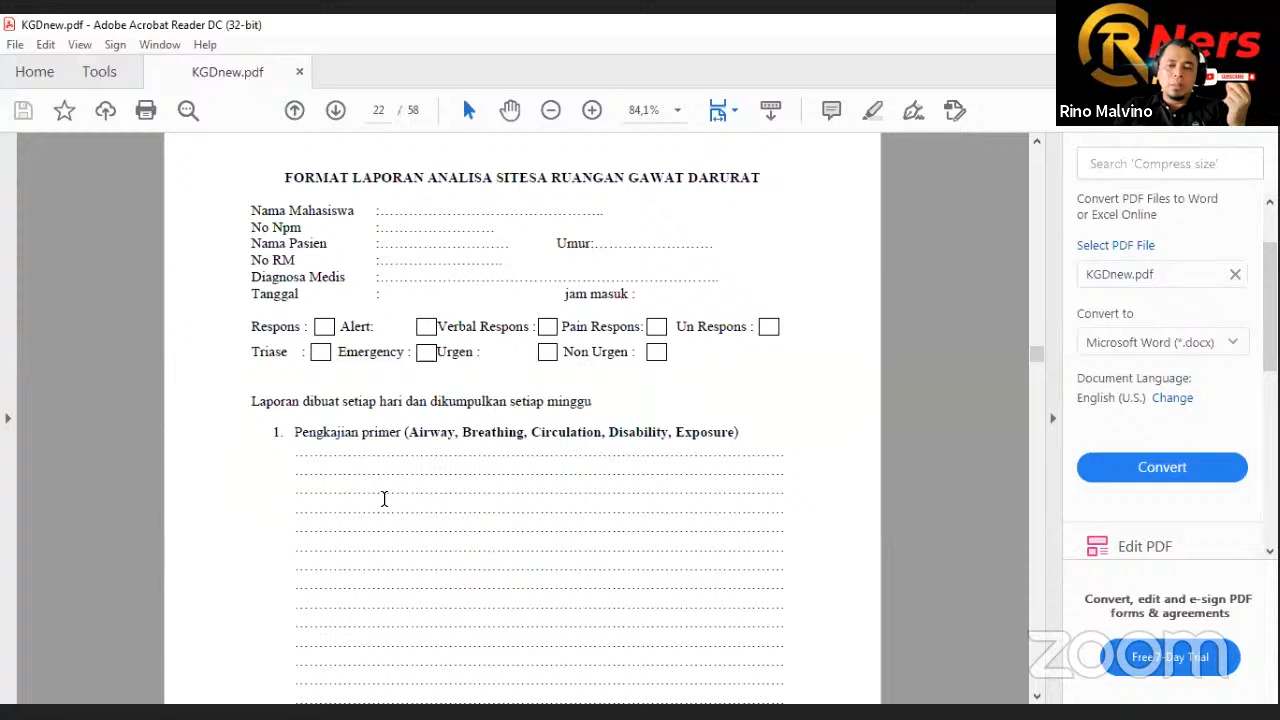 KGDnew.pdf - Adobe Acrobat Reader DC (32-bit)
File Edit View Sign Window Help
Home Tools KGDnew.pdf ×
22 / 58 84,1%
Ners
SUBSCRIBE
Rino Malvino
FORMAT LAPORAN ANALISA SITESA RUANGAN GAWAT DARURAT
Nama Mahasiswa :……………………………………………..
No Npm :……………………
Nama Pasien :……………………… Umur:……………………
No RM :……………………..
Diagnosa Medis :……………………………………………………………………..
Tanggal : jam masuk :
Respons : Alert: Verbal Respons : Pain Respons: Un Respons :
Triase : Emergency : Urgen : Non Urgen :
Laporan dibuat setiap hari dan dikumpulkan setiap minggu
1. Pengkajian primer (Airway, Breathing, Circulation, Disability, Exposure)
Search 'Compress size'
Convert PDF Files to Word
or Excel Online
Select PDF File
KGDnew.pdf
Convert to
Microsoft Word (*.docx)
Document Language:
English (U.S.) Change
Convert
Edit PDF
Convert, edit and e-sign PDF
forms & agreements
Free 7-Day Trial
zoom